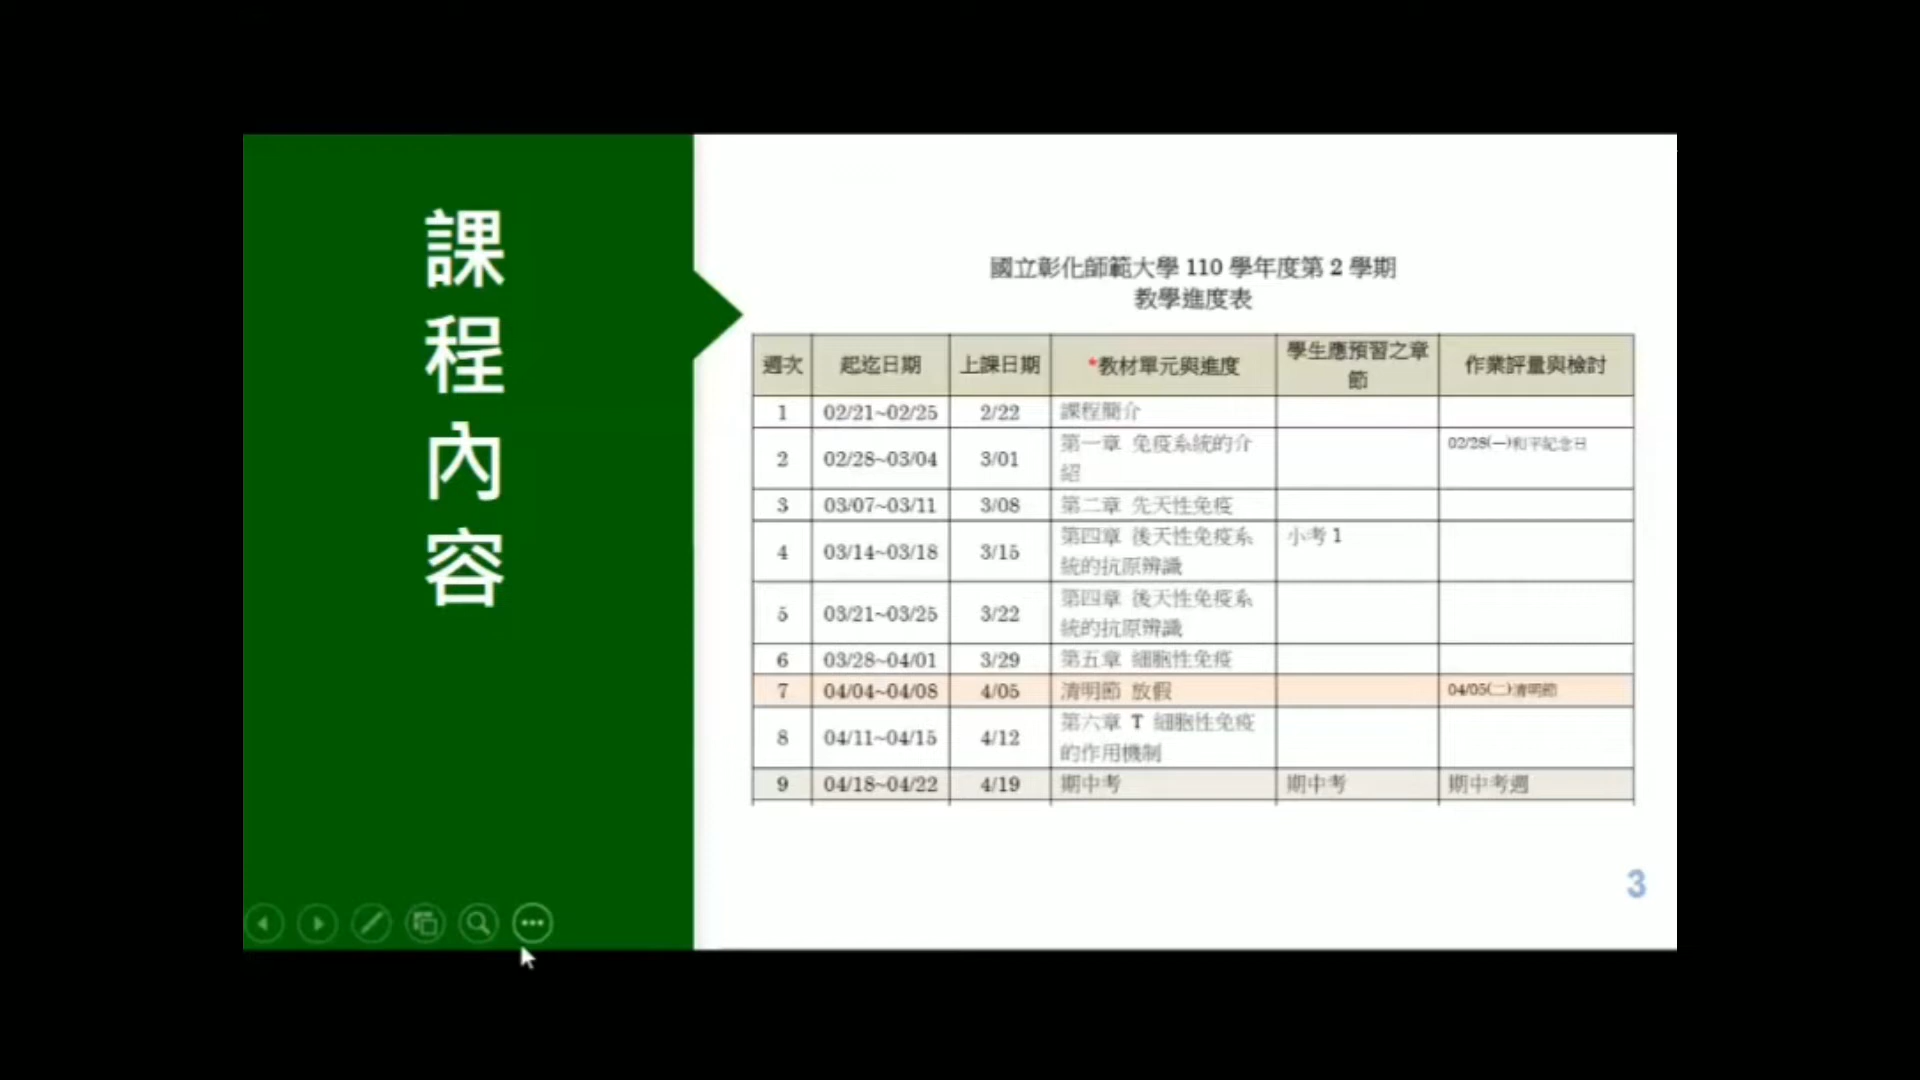 課程內容
國立彰化師範大學 110 學年度第 2 學期
教學進度表
週次 起迄日期 上課日期 *教材單元與進度 學生應預習之章節 作業評量與檢討
1 02/21~02/25 2/22 課程簡介
2 02/28~03/04 3/01 第一章 免疫系統的介紹 02/28(一)和平記念日
3 03/07~03/11 3/08 第二章 先天性免疫
4 03/14~03/18 3/15 第四章 後天性免疫系統的抗原辨識 小考 1
5 03/21~03/25 3/22 第四章 後天性免疫系統的抗原辨識
6 03/28~04/01 3/29 第五章 細胞性免疫
7 04/04~04/08 4/05 清明節 放假 04/05(二)清明節
8 04/11~04/15 4/12 第六章 T 細胞性免疫的作用機制
9 04/18~04/22 4/19 期中考 期中考 期中考週
3